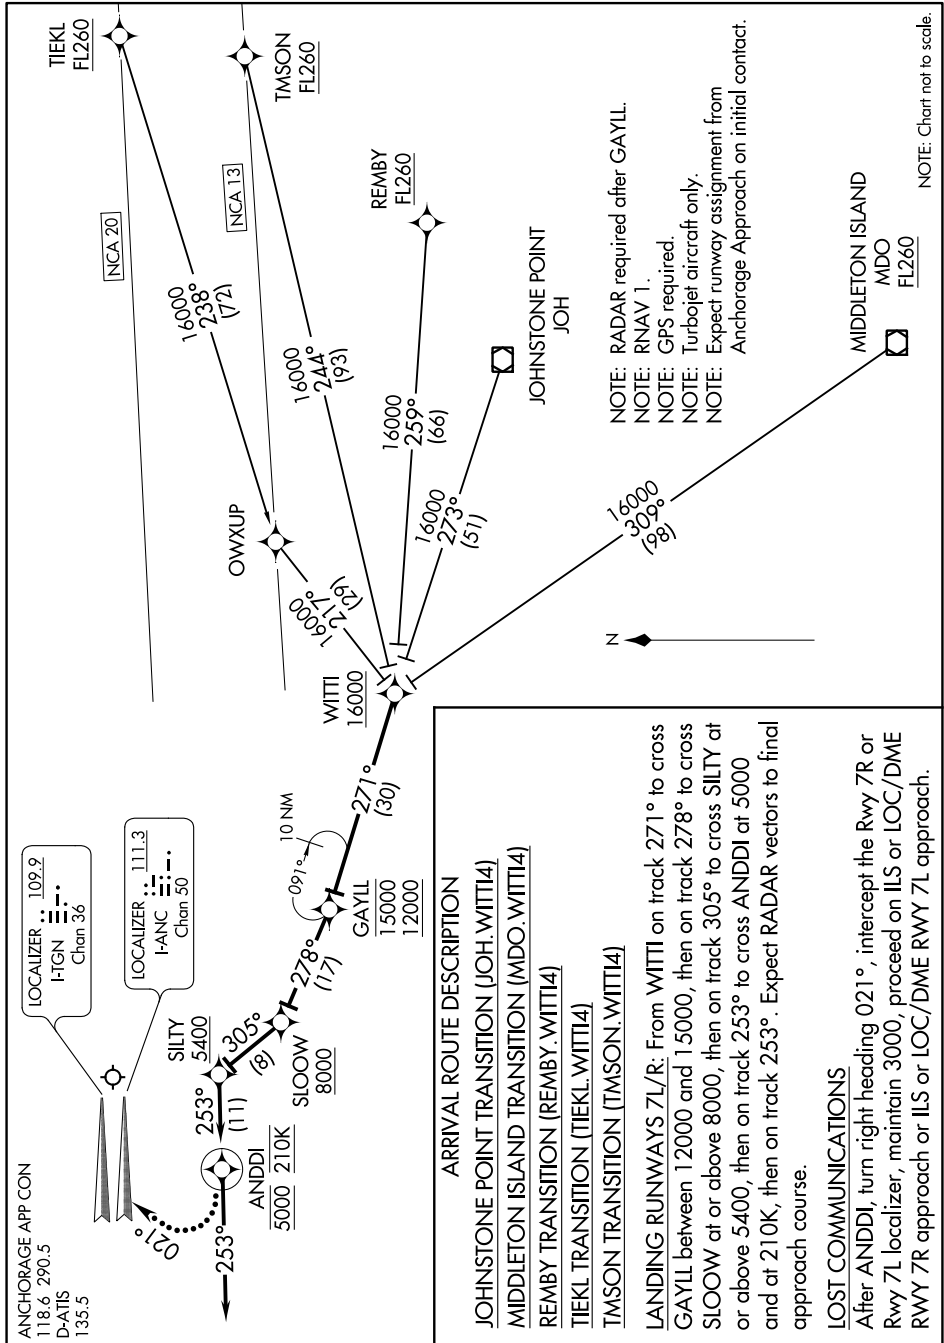 ANCHORAGE APP CON
118.6 290.5
D-ATIS
135.5
LOCALIZER 109.9
I-TGN
Chan 36
LOCALIZER 111.3
I-ANC
Chan 50
TIEKL
FL260
TMSON
FL260
NCA 20
NCA 13
16000
238°
(72)
16000
244°
(93)
REMBY
FL260
16000
259°
(66)
JOHNSTONE POINT
JOH
16000
273°
(51)
OWXUP
16000
217°
(29)
WITTI
16000
MIDDLETON ISLAND
MDO
FL260
16000
309°
(98)
10 NM
091°
271°
(30)
GAYLL
15000
12000
278°
(17)
SLOOW
8000
305°
(8)
SILTY
5400
253°
(11)
ANDDI
5000 210K
021°
253°
N
NOTE: RADAR required after GAYLL.
NOTE: RNAV 1.
NOTE: GPS required.
NOTE: Turbojet aircraft only.
NOTE: Expect runway assignment from
Anchorage Approach on initial contact.
NOTE: Chart not to scale.
ARRIVAL ROUTE DESCRIPTION
JOHNSTONE POINT TRANSITION (JOH.WITTI4)
MIDDLETON ISLAND TRANSITION (MDO.WITTI4)
REMBY TRANSITION (REMBY.WITTI4)
TIEKL TRANSITION (TIEKL.WITTI4)
TMSON TRANSITION (TMSON.WITTI4)
LANDING RUNWAYS 7L/R: From WITTI on track 271° to cross
GAYLL between 12000 and 15000, then on track 278° to cross
SLOOW at or above 8000, then on track 305° to cross SILTY at
or above 5400, then on track 253° to cross ANDDI at 5000
and at 210K, then on track 253°. Expect RADAR vectors to final
approach course.
LOST COMMUNICATIONS
After ANDDI, turn right heading 021°, intercept the Rwy 7R or
Rwy 7L localizer, maintain 3000, proceed on ILS or LOC/DME
RWY 7R approach or ILS or LOC/DME RWY 7L approach.